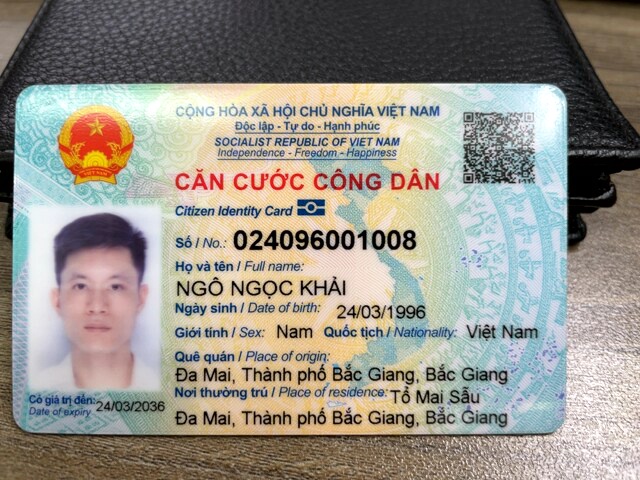 CỘNG HÒA XÃ HỘI CHỦ NGHĨA VIỆT NAM
Độc lập - Tự do - Hạnh phúc
SOCIALIST REPUBLIC OF VIET NAM
Independence - Freedom - Happiness
CĂN CƯỚC CÔNG DÂN
Citizen Identity Card
Số / No.: 024096001008
Họ và tên / Full name:
NGÔ NGỌC KHẢI
Ngày sinh / Date of birth: 24/03/1996
Giới tính / Sex: Nam Quốc tịch / Nationality: Việt Nam
Quê quán / Place of origin:
Đa Mai, Thành phố Bắc Giang, Bắc Giang
Nơi thường trú / Place of residence: Tổ Mai Sẫu
Đa Mai, Thành phố Bắc Giang, Bắc Giang
Có giá trị đến: 24/03/2036
Date of expiry
VIỆT NAM